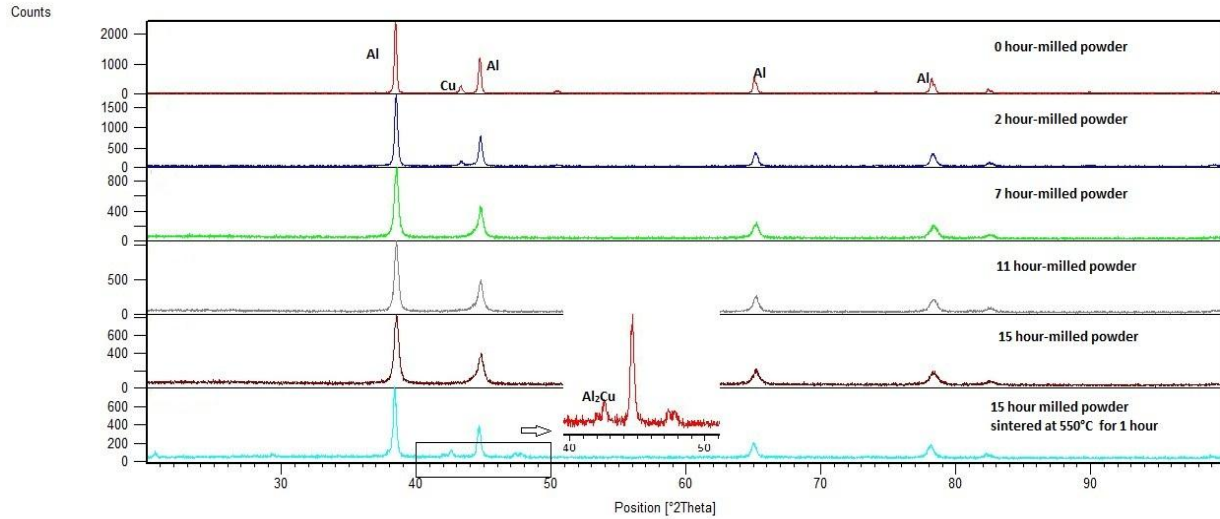 Counts
2000
1000
0
Al
Cu
Al
Al
Al
0 hour-milled powder
1500
1000
500
0
2 hour-milled powder
800
400
0
7 hour-milled powder
500
0
11 hour-milled powder
600
400
0
15 hour-milled powder
600
400
200
0
Al₂Cu
40
50
15 hour milled powder
sintered at 550°C for 1 hour
30
40
50
60
70
80
90
Position [°2Theta]